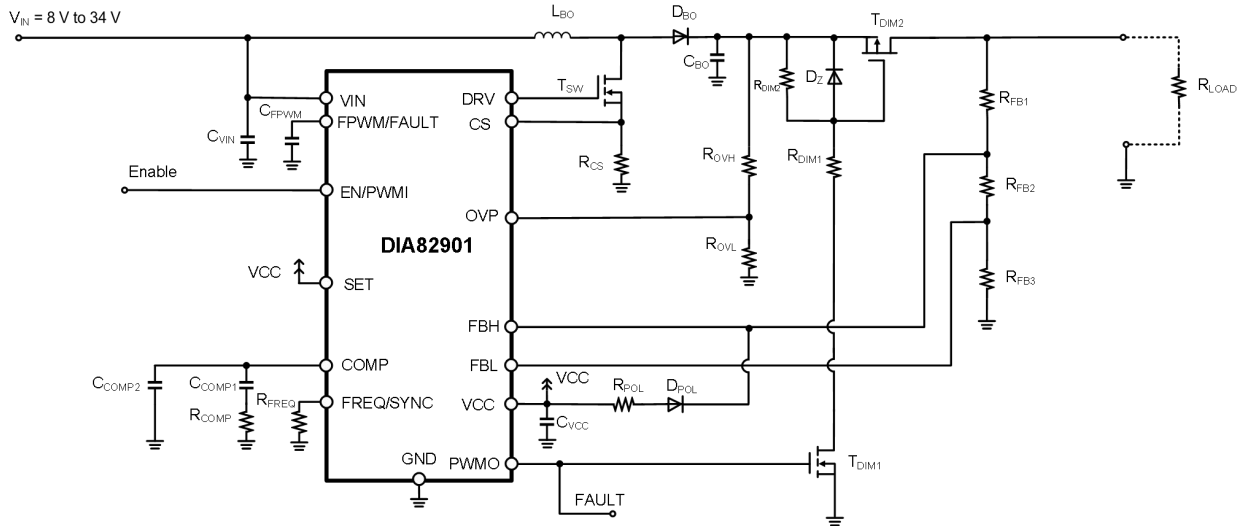 V_IN = 8 V to 34 V
L_BO
D_BO
T_DIM2
C_BO
R_DIM2
D_Z
T_SW
R_LOAD
R_FB1
VIN
DRV
C_FPWM
FPWM/FAULT
CS
C_VIN
R_CS
R_OVH
R_DIM1
Enable
EN/PWMI
R_FB2
OVP
DIA82901
R_OVL
VCC
SET
R_FB3
FBH
COMP
FBL
C_COMP2
C_COMP1
R_FREQ
R_COMP
FREQ/SYNC
VCC
VCC
R_POL
D_POL
C_VCC
GND
PWMO
T_DIM1
FAULT